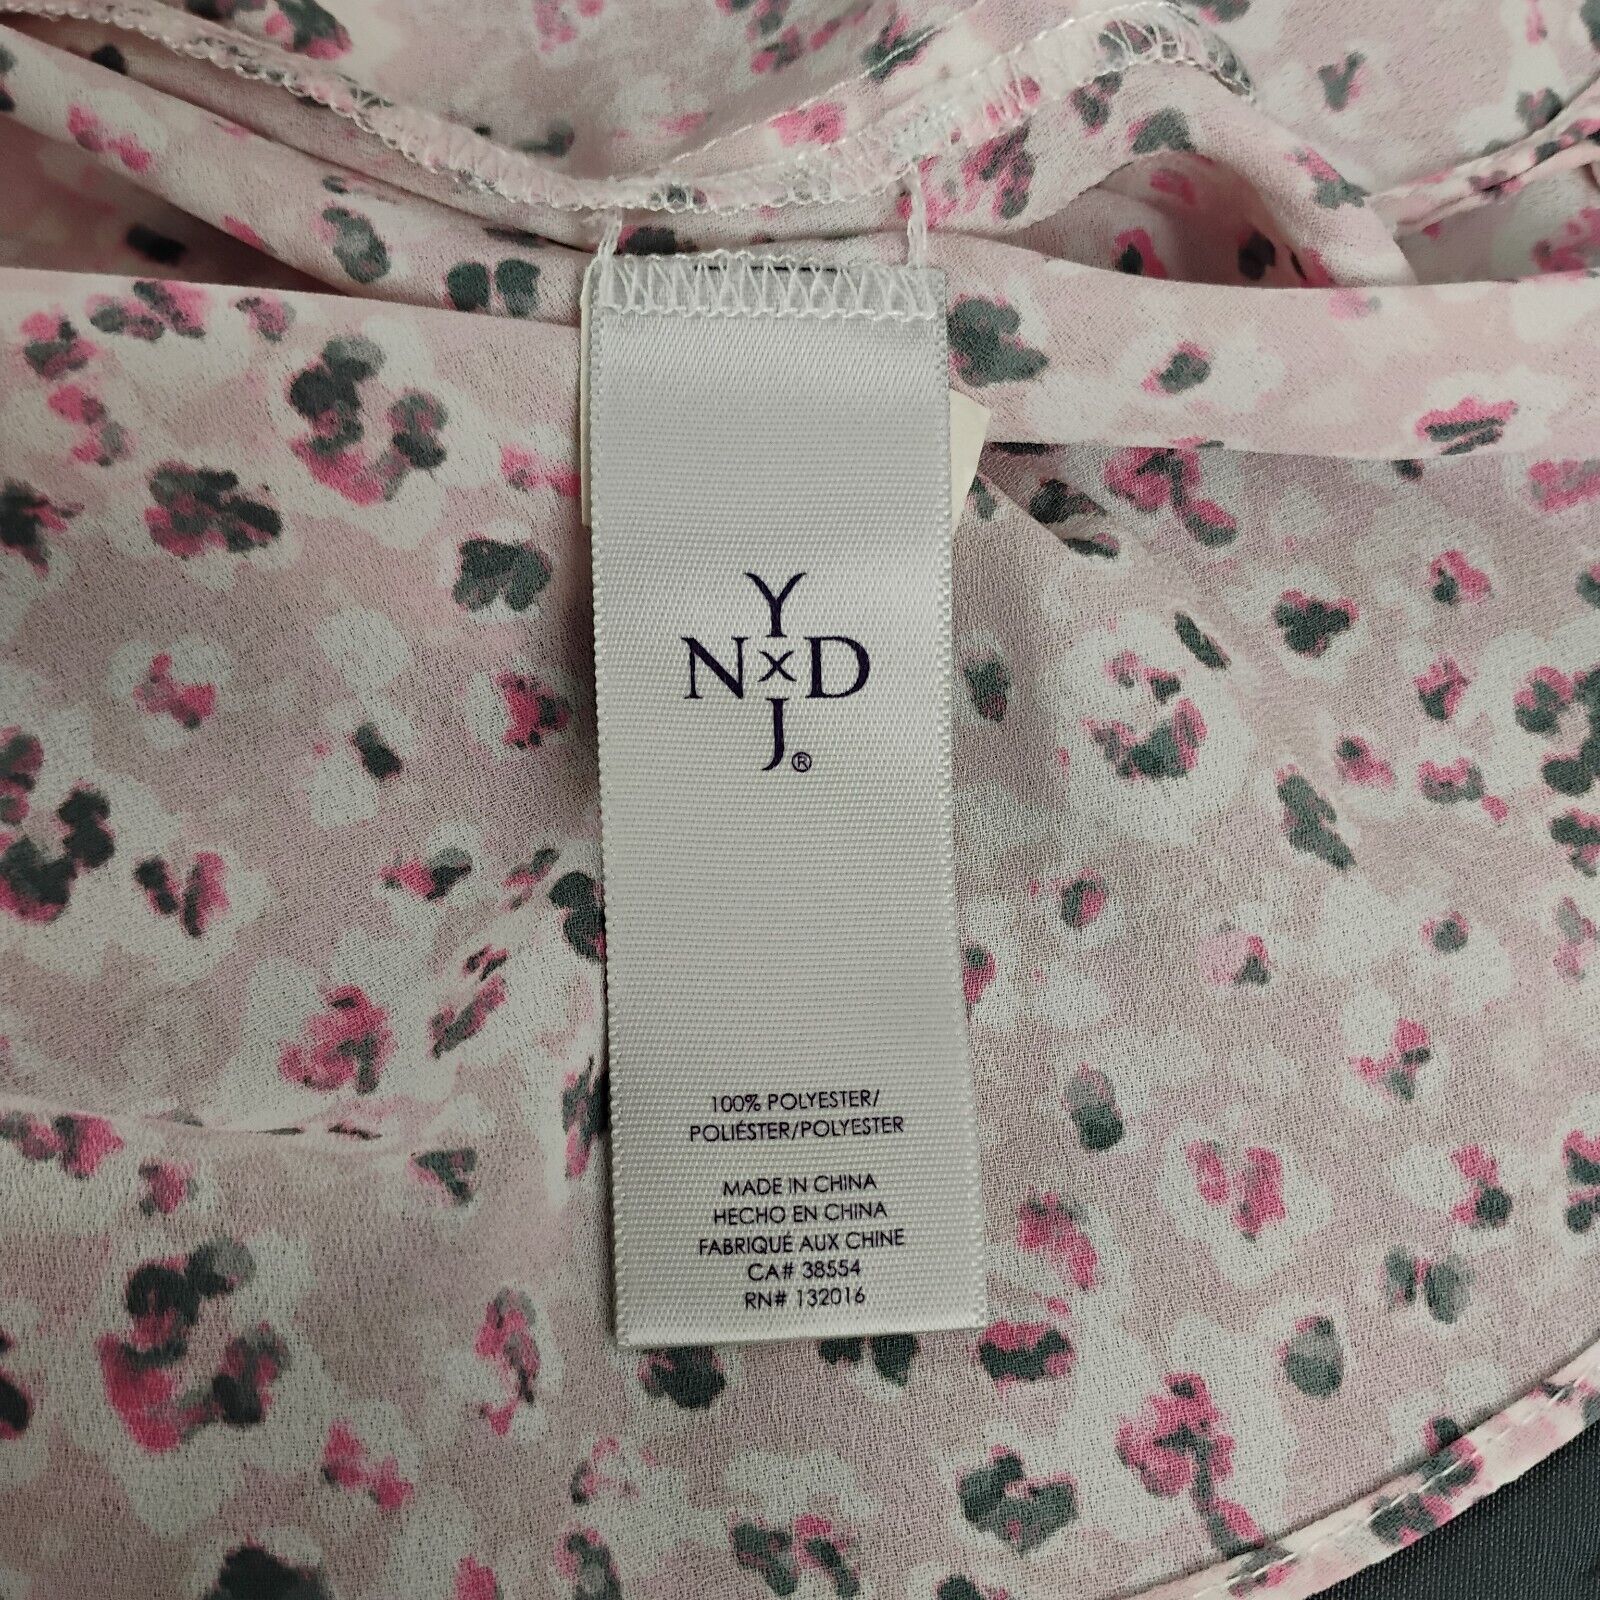 Y
N x D
J®
100% POLYESTER/
POLIÉSTER/POLYESTER
MADE IN CHINA
HECHO EN CHINA
FABRIQUÉ AUX CHINE
CA# 38554
RN# 132016